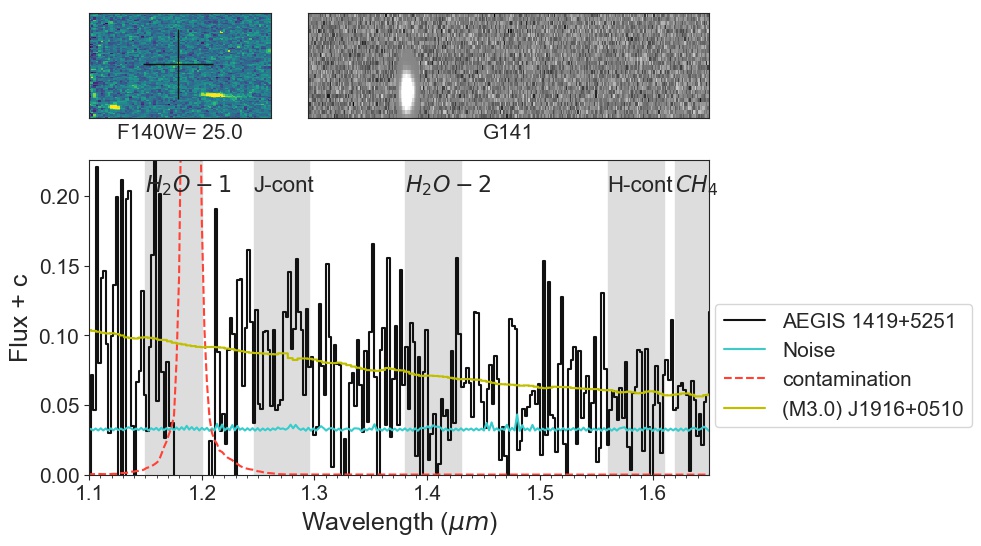 F140W= 25.0
G141
H₂O − 1
J-cont
H₂O − 2
H-cont
CH₄
Flux + c
0.20
0.15
0.10
0.05
0.00
1.1
1.2
1.3
1.4
1.5
1.6
Wavelength (μm)
AEGIS 1419+5251
Noise
contamination
(M3.0) J1916+0510